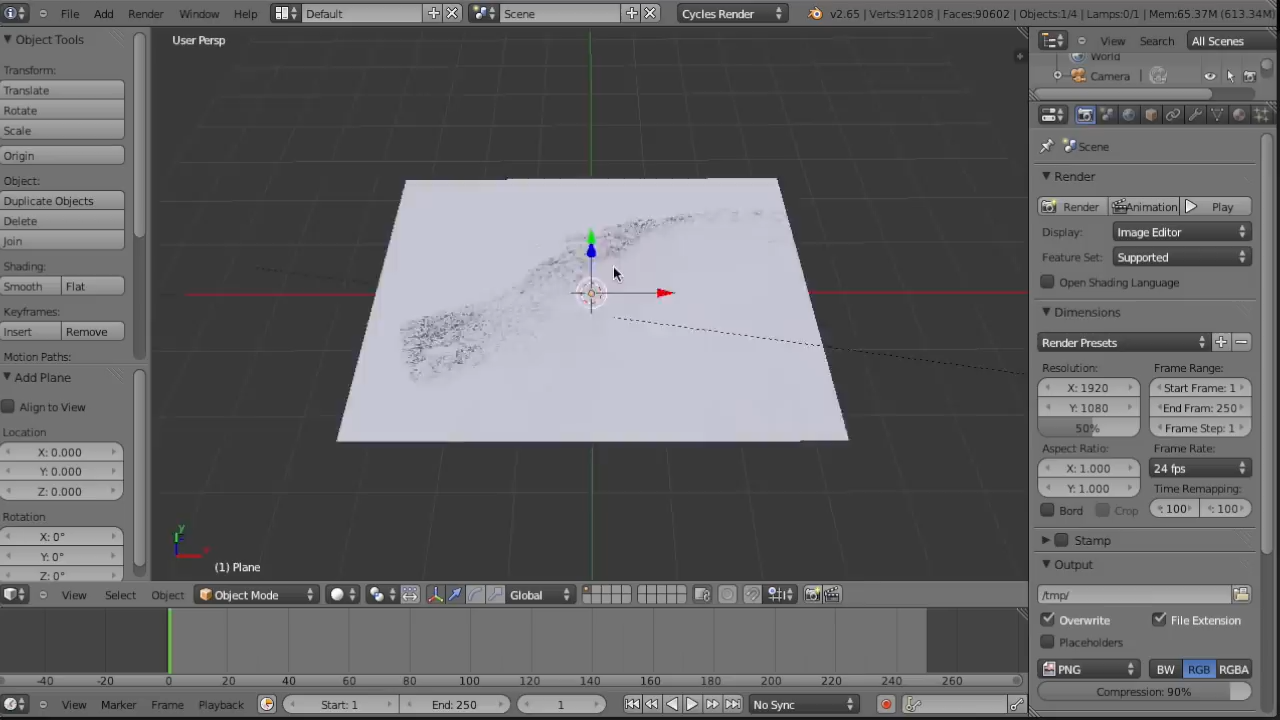 File Add Render Window Help Default Scene Cycles Render v2.65 | Verts:91208 | Faces:90602 | Objects:1/4 | Lamps:0/1 | Mem:65.37M (613.34M)
Object Tools
Transform:
Translate
Rotate
Scale
Origin
Object:
Duplicate Objects
Delete
Join
Shading:
Smooth Flat
Keyframes:
Insert Remove
Motion Paths:
Add Plane
Align to View
Location
X: 0.000
Y: 0.000
Z: 0.000
Rotation
X: 0°
Y: 0°
Z: 0°
User Persp
y
x
(1) Plane
View Select Object Object Mode Global
-40 -20 0 20 40 60 80 100 120 140 160 180 200 220 240 260
View Marker Frame Playback Start: 1 End: 250 1 No Sync
View Search All Scenes
World
Camera
Scene
Render
Render Animation Play
Display: Image Editor
Feature Set: Supported
Open Shading Language
Dimensions
Render Presets
Resolution: Frame Range:
X: 1920 Start Frame: 1
Y: 1080 End Fram: 250
50% Frame Step: 1
Aspect Ratio: Frame Rate:
X: 1.000 24 fps
Y: 1.000 Time Remapping:
Bord Crop : 100 : 100
Stamp
Output
/tmp/
Overwrite File Extension
Placeholders
PNG BW RGB RGBA
Compression: 90%